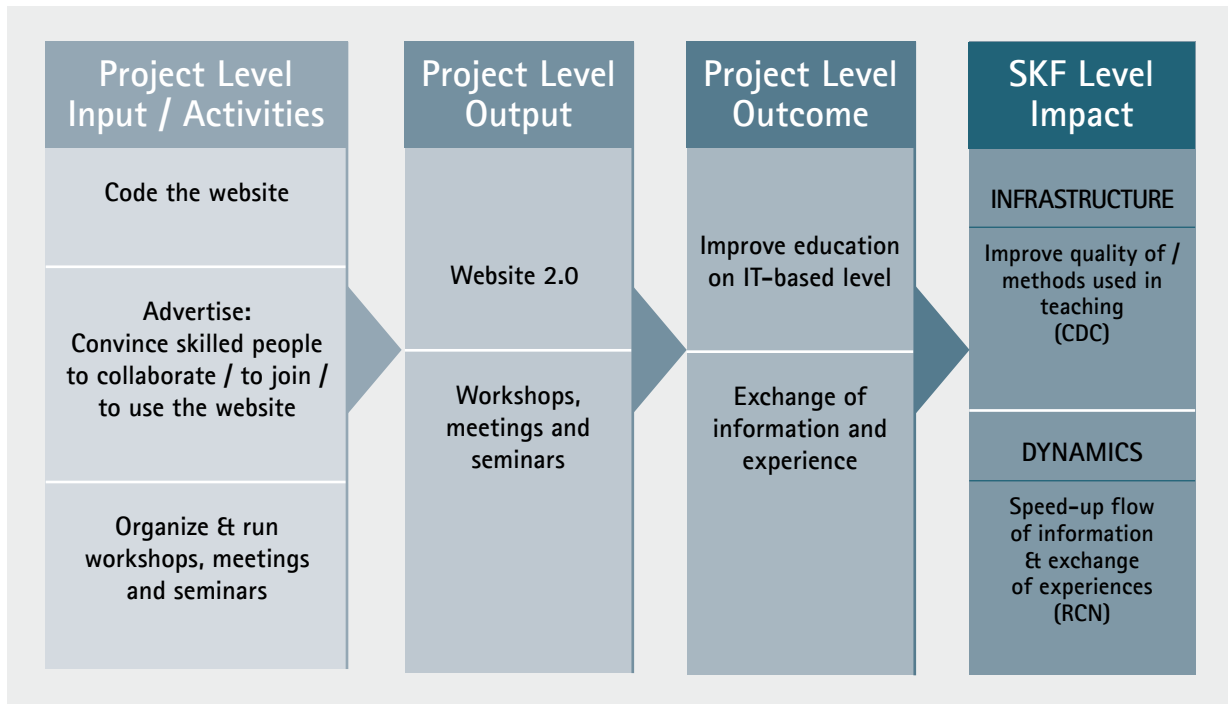 Project Level
Input / Activities
Code the website
Advertise:
Convince skilled people
to collaborate / to join /
to use the website
Organize & run
workshops, meetings
and seminars
Project Level
Output
Website 2.0
Workshops,
meetings and
seminars
Project Level
Outcome
Improve education
on IT-based level
Exchange of
information and
experience
SKF Level
Impact
INFRASTRUCTURE
Improve quality of /
methods used in
teaching
(CDC)
DYNAMICS
Speed-up flow
of information
& exchange
of experiences
(RCN)